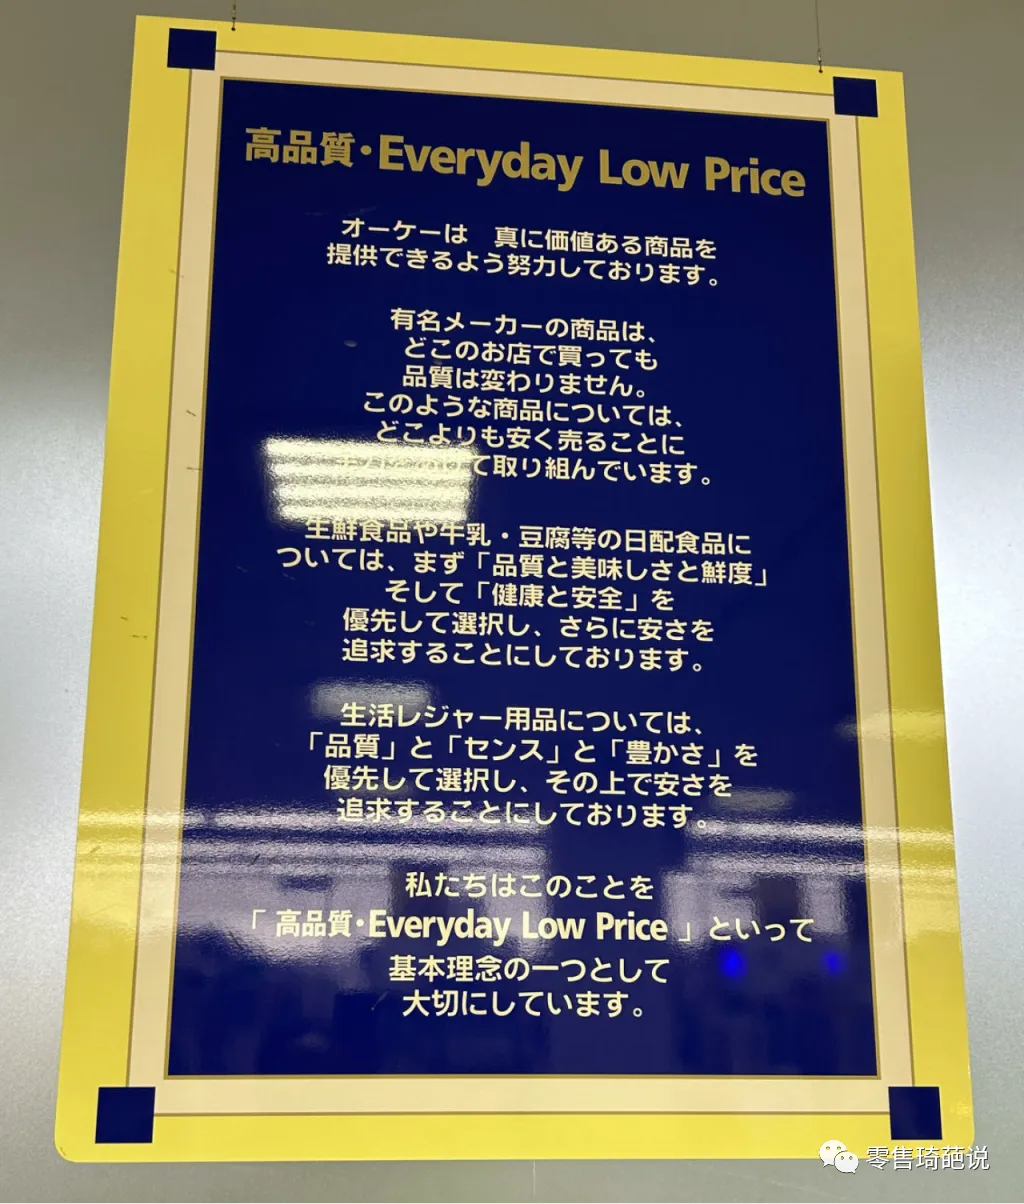 高品質・Everyday Low Price
オーケーは 真に価値ある商品を
提供できるよう努力しております。
有名メーカーの商品は、
どこのお店で買っても
品質は変わりません。
このような商品については、
どこよりも安く売ることに
て取り組んでいます。
生鮮食品や牛乳・豆腐等の日配食品に
ついては、まず「品質と美味しさと鮮度」
そして「健康と安全」を
優先して選択し、さらに安さを
追求することにしております。
生活レジャー用品については、
「品質」と「センス」と「豊かさ」を
優先して選択し、その上で安さを
追求することにしております。
私たちはこのことを
「高品質・Everyday Low Price」といって
基本理念の一つとして
大切にしています。
零售琦葩说